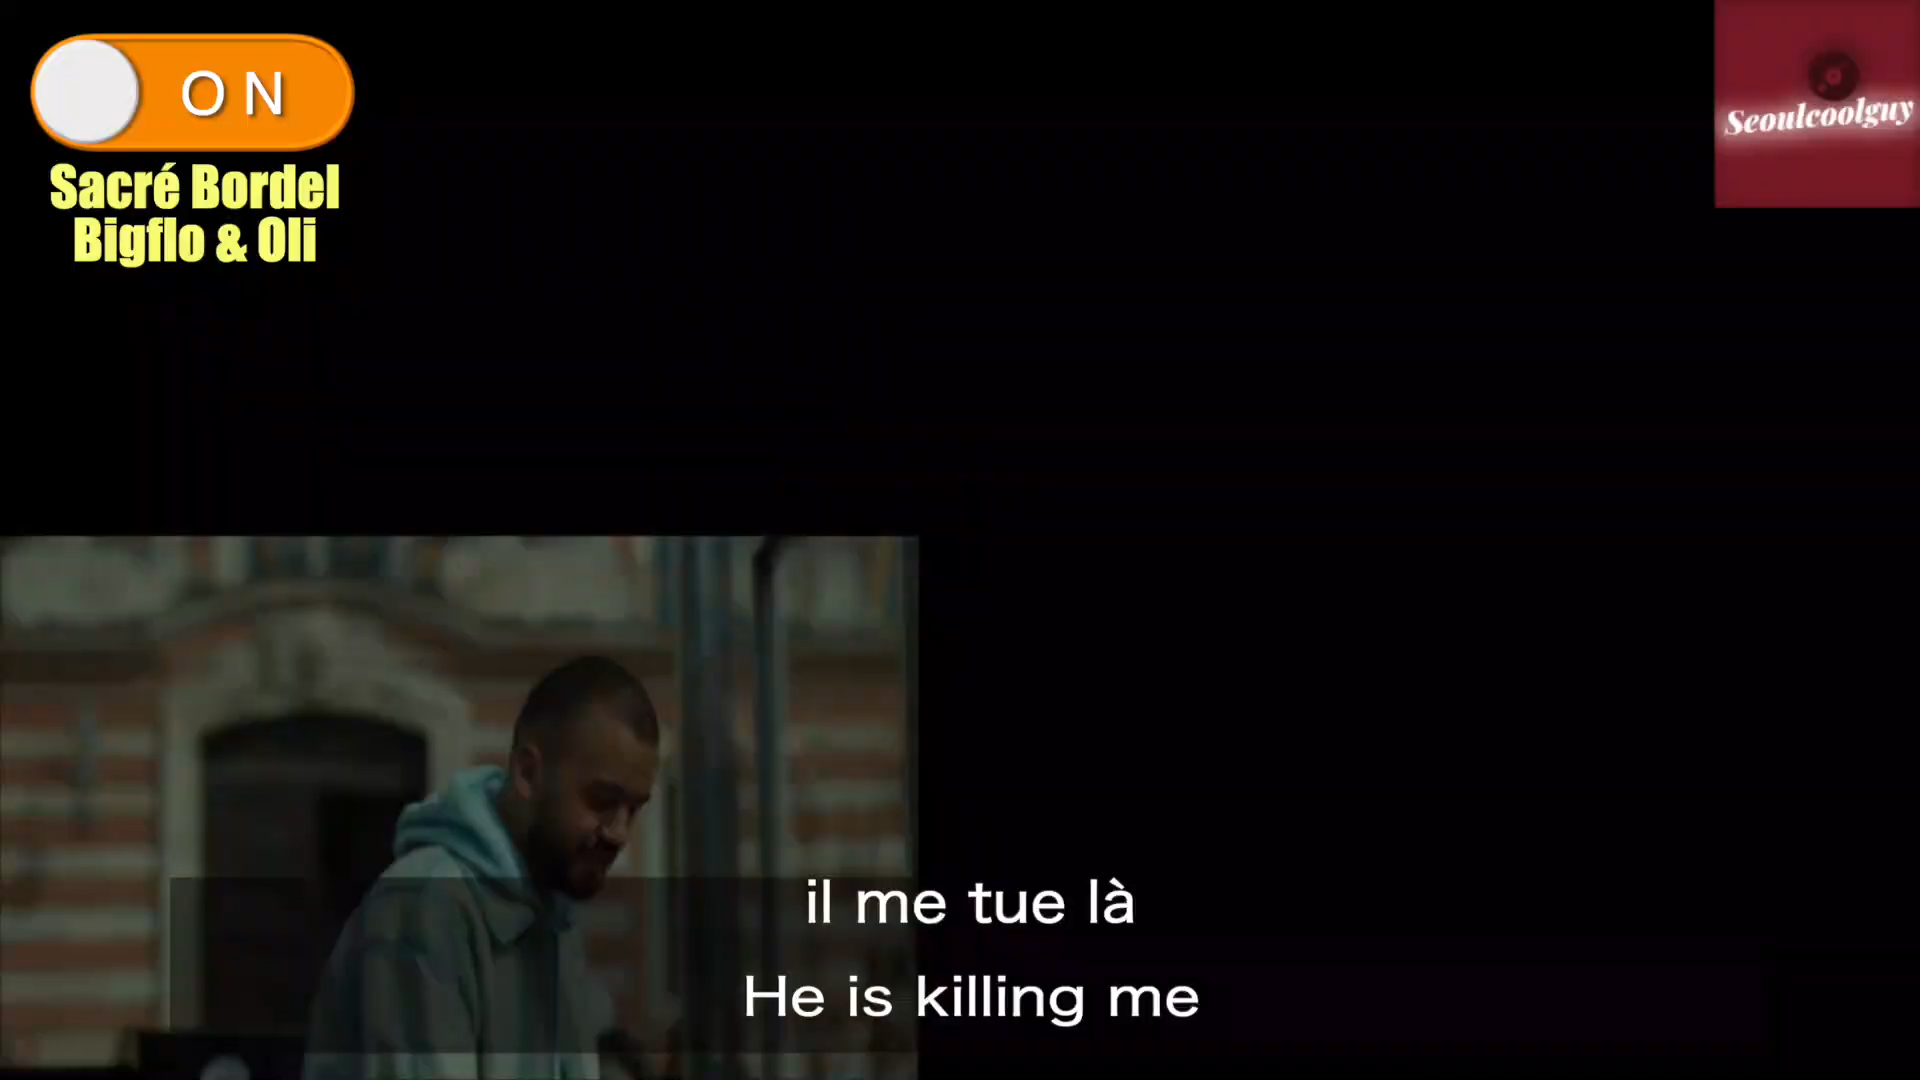 ON
Sacré Bordel
Bigflo & Oli
Seoulcoolguy
il me tue là
He is killing me